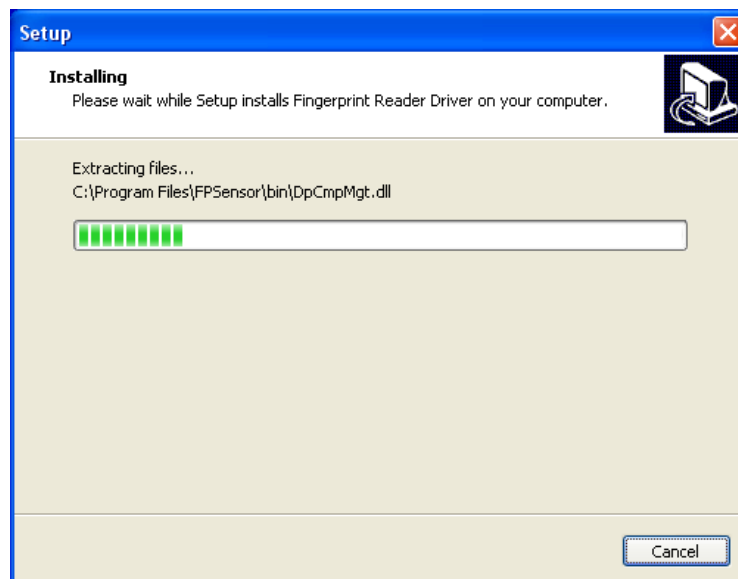 Setup
Installing
Please wait while Setup installs Fingerprint Reader Driver on your computer.
Extracting files...
C:\Program Files\FPSensor\bin\DpCmpMgt.dll
Cancel